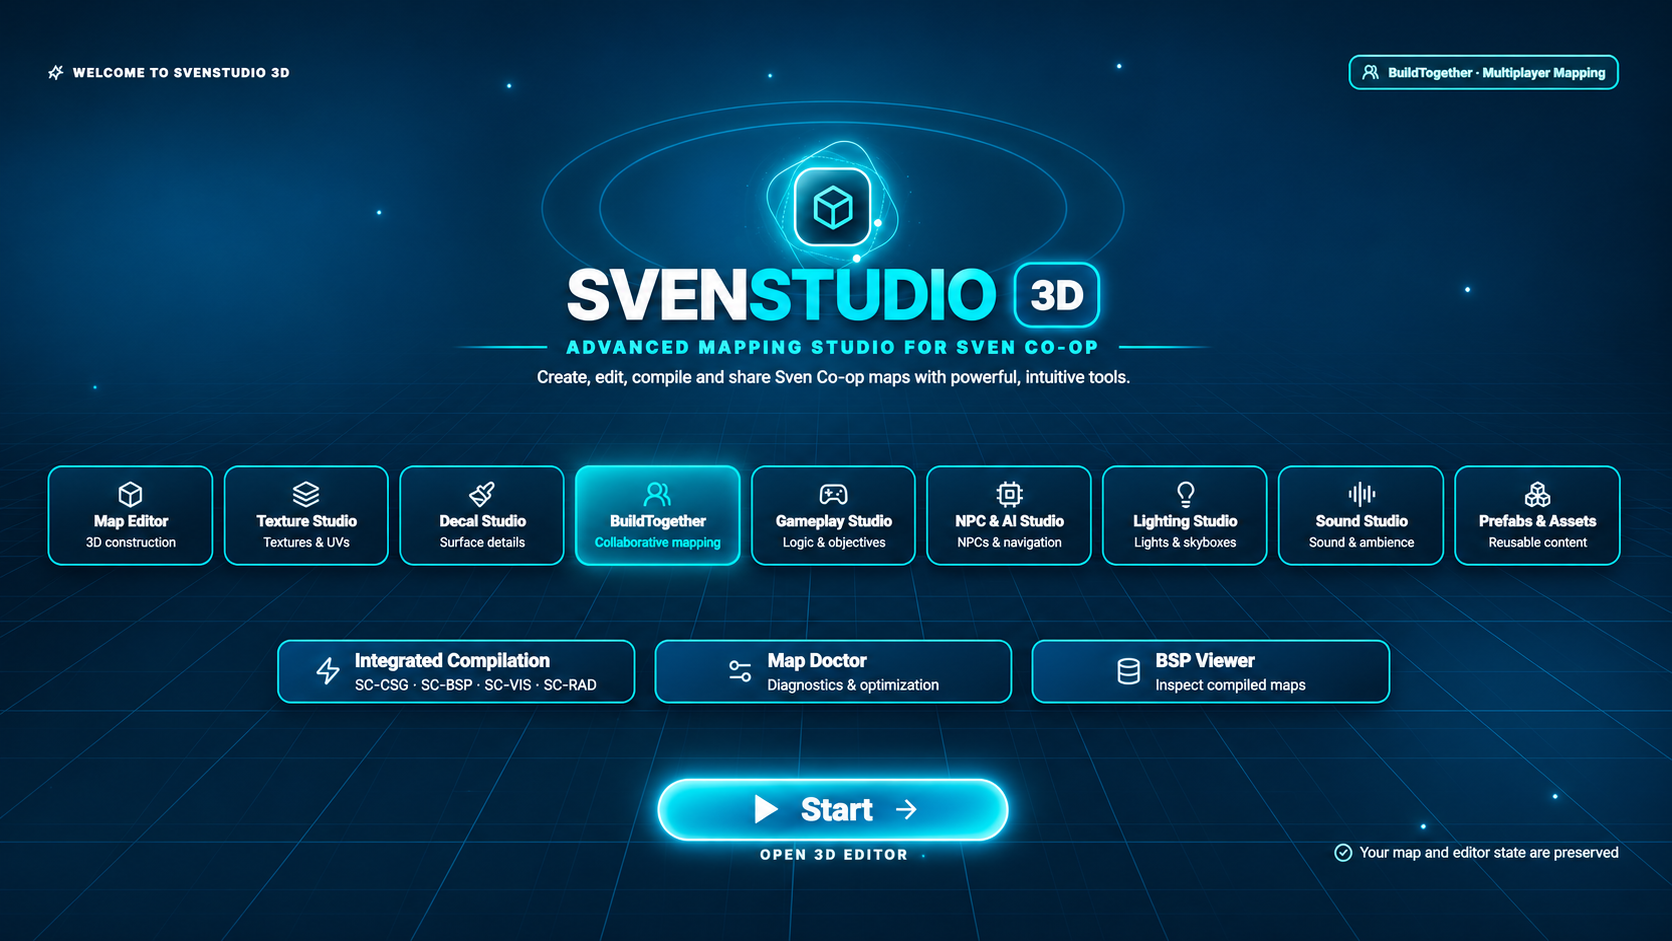 WELCOME TO SVENSTUDIO 3D
BuildTogether · Multiplayer Mapping
SVENSTUDIO 3D
ADVANCED MAPPING STUDIO FOR SVEN CO-OP
Create, edit, compile and share Sven Co-op maps with powerful, intuitive tools.
Map Editor
3D construction
Texture Studio
Textures & UVs
Decal Studio
Surface details
BuildTogether
Collaborative mapping
Gameplay Studio
Logic & objectives
NPC & AI Studio
NPCs & navigation
Lighting Studio
Lights & skyboxes
Sound Studio
Sound & ambience
Prefabs & Assets
Reusable content
Integrated Compilation
SC-CSG · SC-BSP · SC-VIS · SC-RAD
Map Doctor
Diagnostics & optimization
BSP Viewer
Inspect compiled maps
Start
OPEN 3D EDITOR
Your map and editor state are preserved